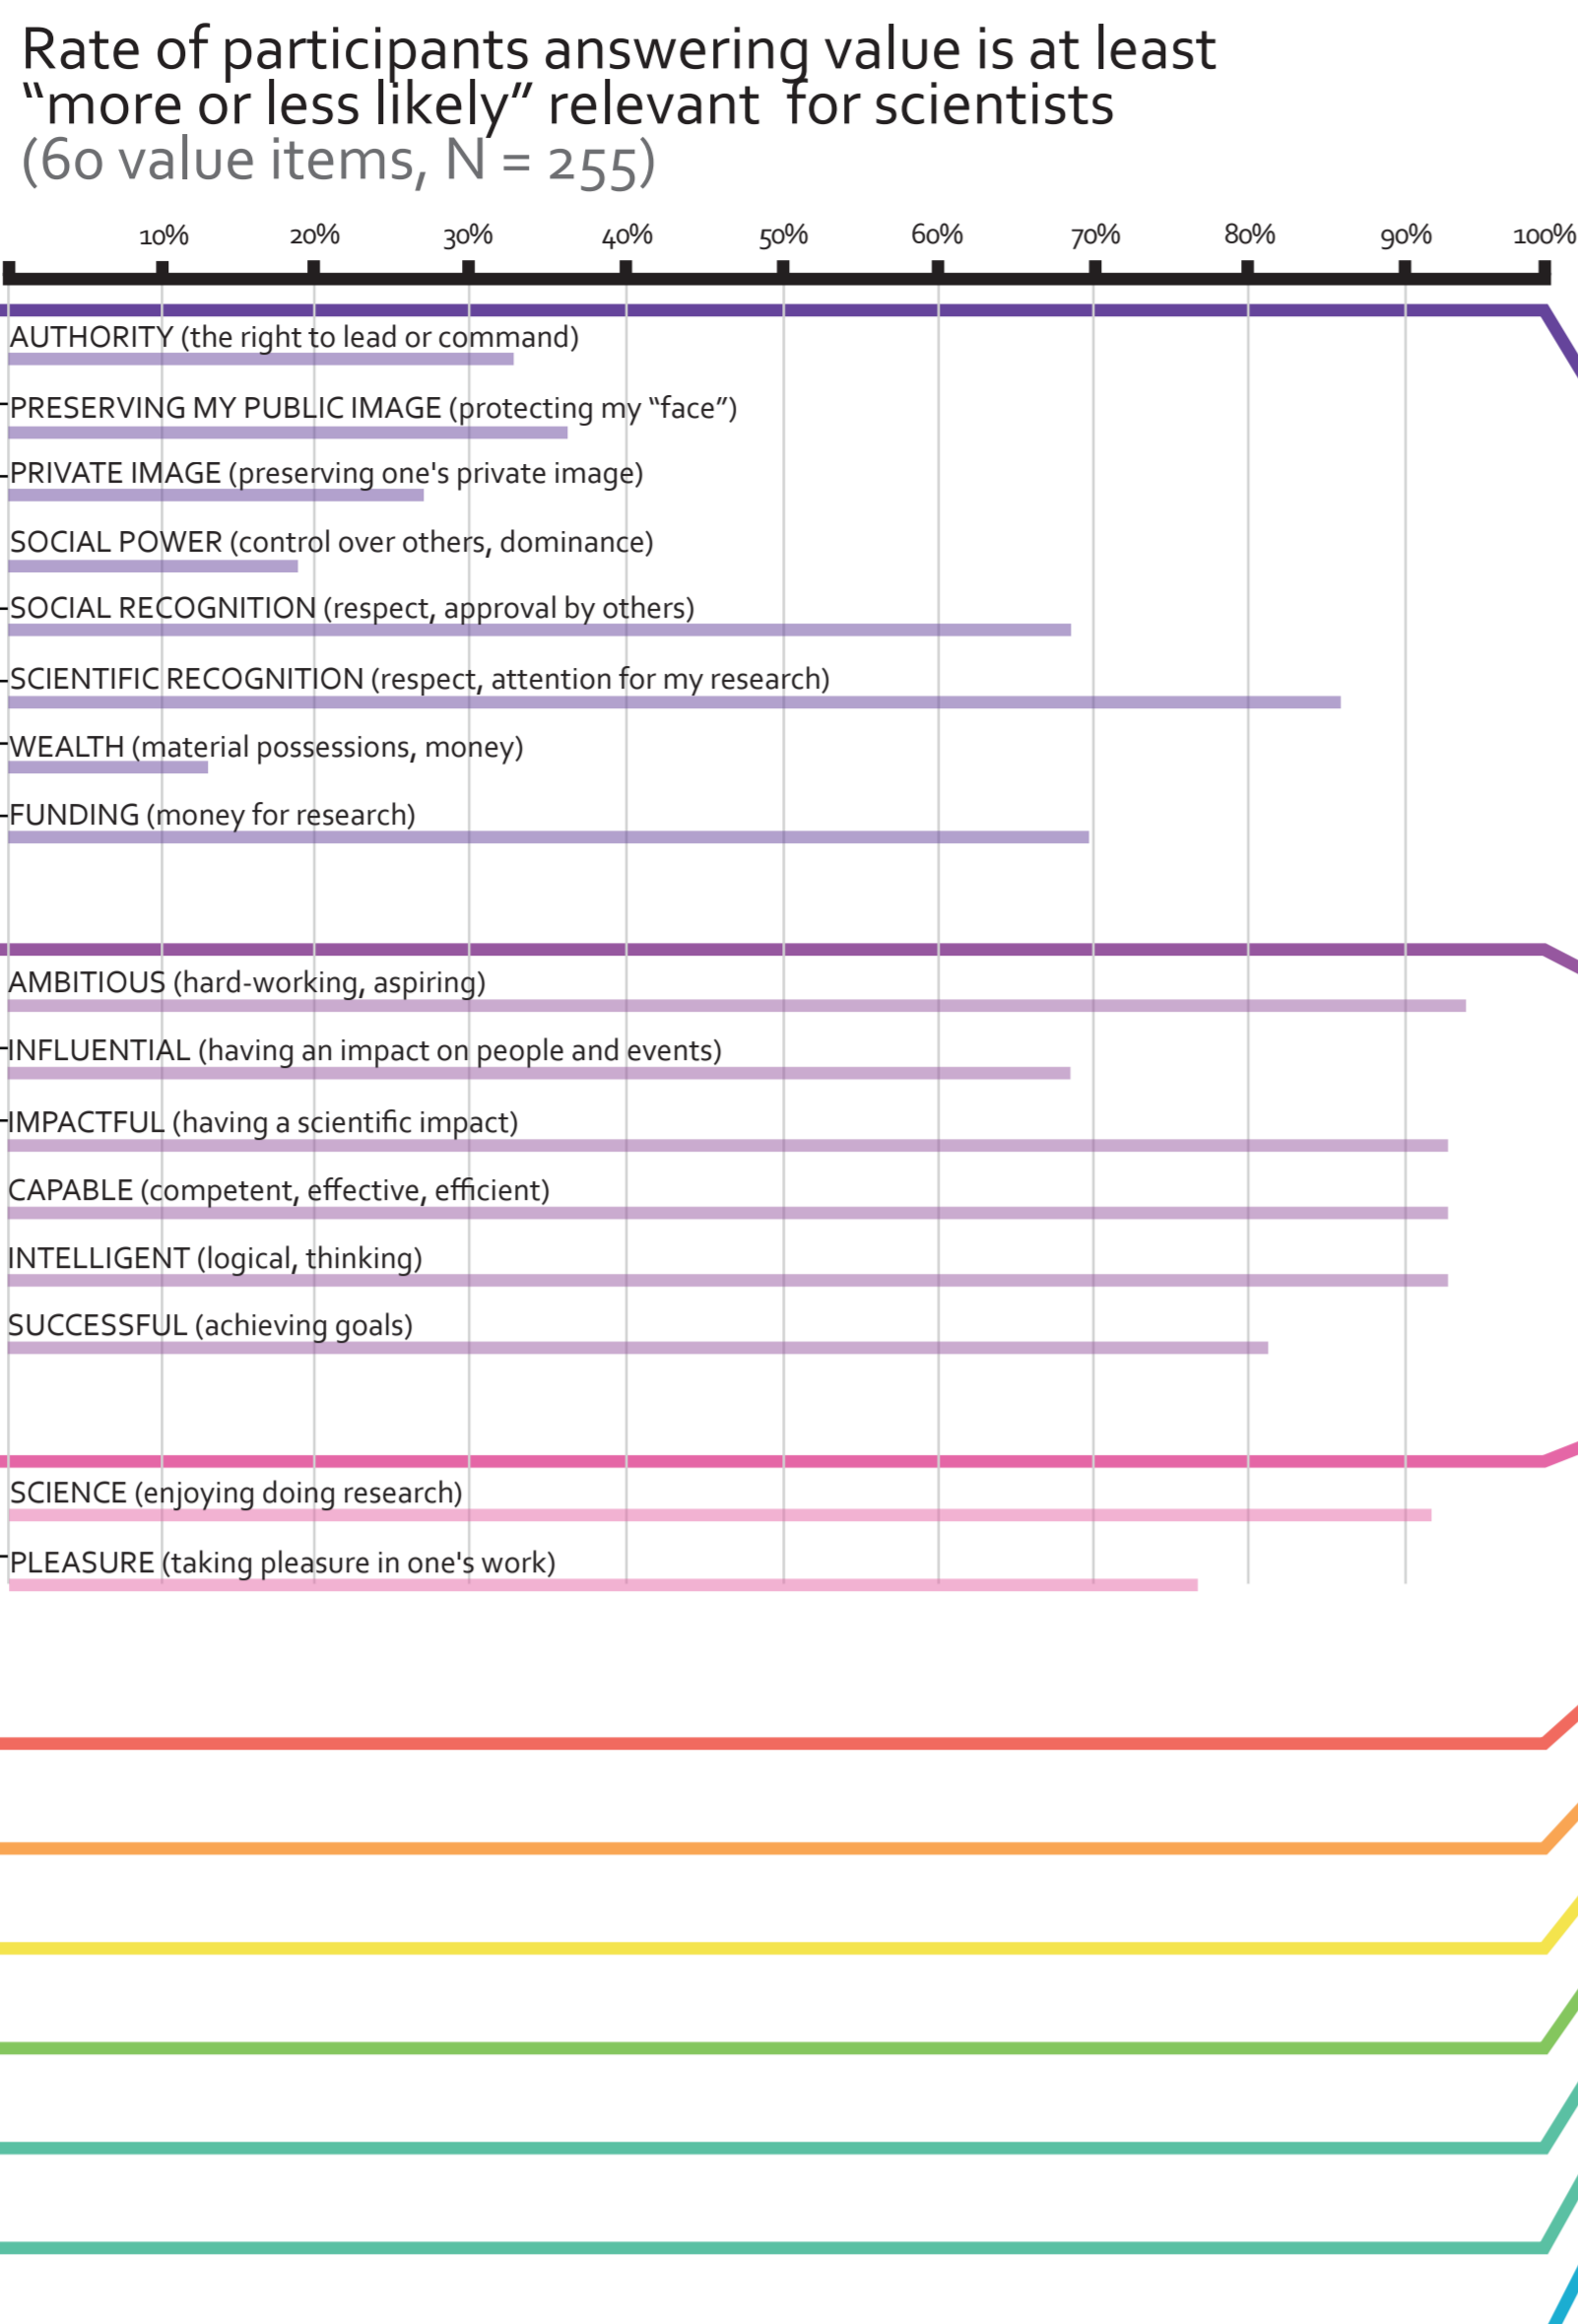 Rate of participants answering value is at least
“more or less likely” relevant  for scientists
(60 value items, N = 255)
10% 20% 30% 40% 50% 60% 70% 80% 90% 100%
AUTHORITY (the right to lead or command)
PRESERVING MY PUBLIC IMAGE (protecting my “face”)
PRIVATE IMAGE (preserving one's private image)
SOCIAL POWER (control over others, dominance)
SOCIAL RECOGNITION (respect, approval by others)
SCIENTIFIC RECOGNITION (respect, attention for my research)
WEALTH (material possessions, money)
FUNDING (money for research)
AMBITIOUS (hard-working, aspiring)
INFLUENTIAL (having an impact on people and events)
IMPACTFUL (having a scientific impact)
CAPABLE (competent, effective, efficient)
INTELLIGENT (logical, thinking)
SUCCESSFUL (achieving goals)
SCIENCE (enjoying doing research)
PLEASURE (taking pleasure in one's work)